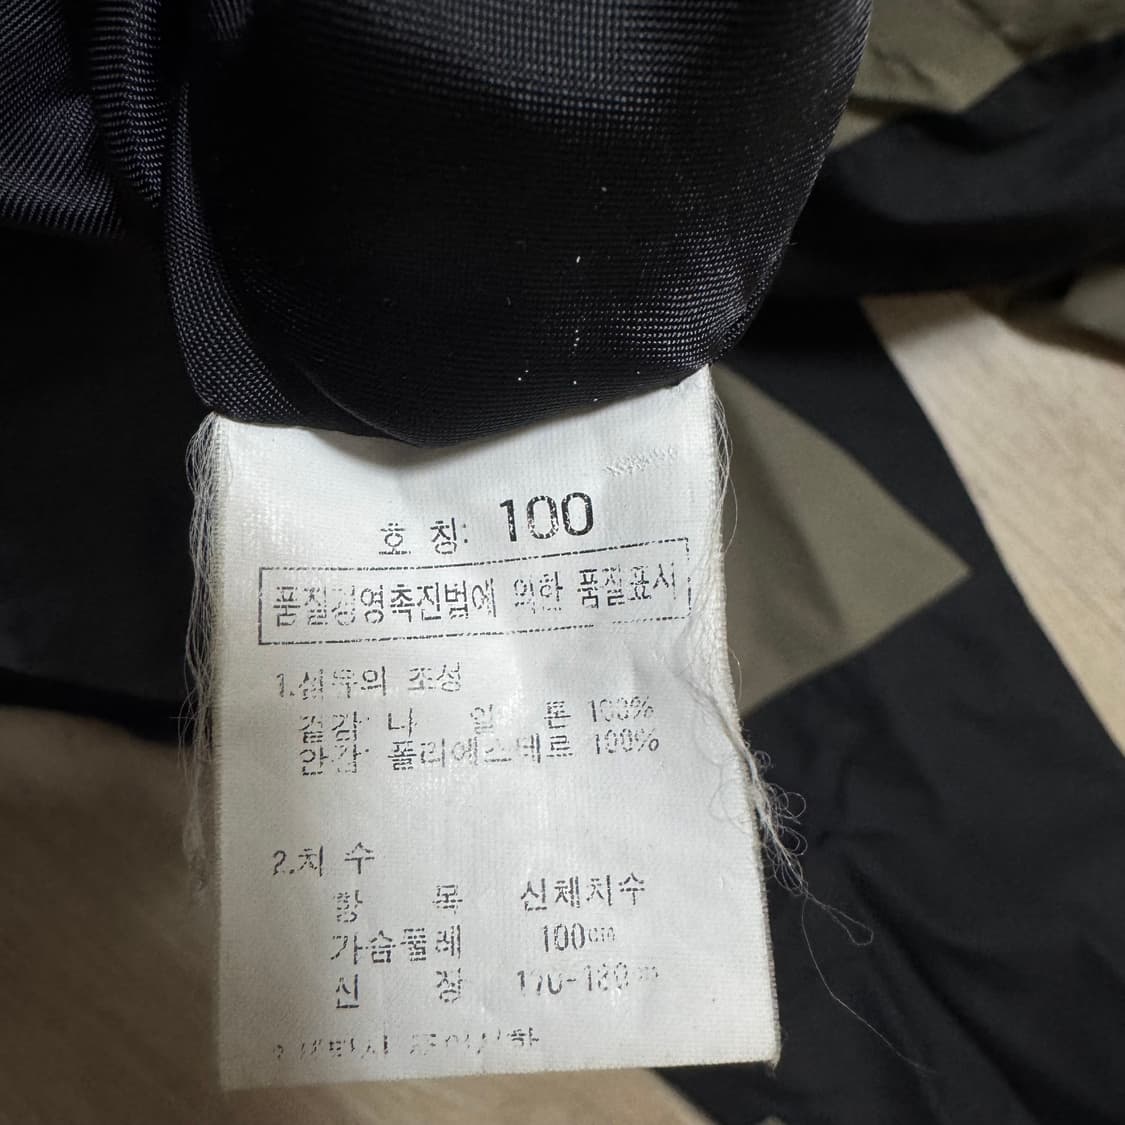 호 칭: 100
품질경영촉진법에 의한 품질표시
1.섬유의 조성
겉감: 나 일 론 100%
안감: 폴리에스테르 100%
2.치 수
항 목 신체치수
가슴둘레 100cm
신 장 170-180cm